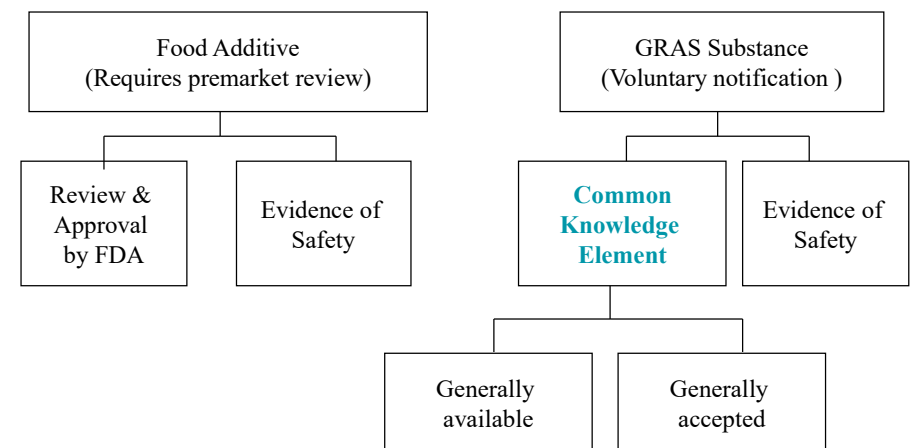 Food Additive
(Requires premarket review)
GRAS Substance
(Voluntary notification )
Review &
Approval
by FDA
Evidence of
Safety
Common
Knowledge
Element
Evidence of
Safety
Generally
available
Generally
accepted